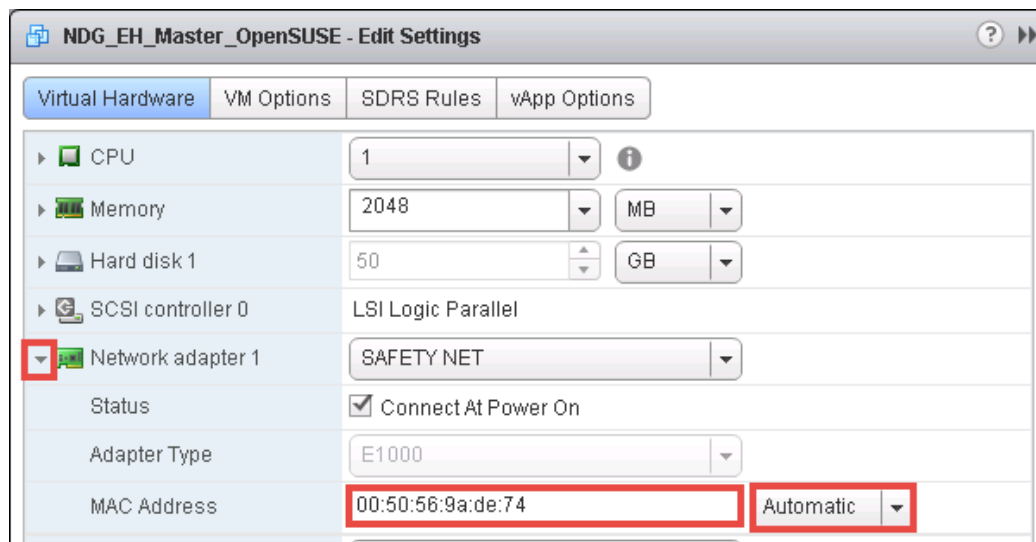 NDG_EH_Master_OpenSUSE - Edit Settings ?
Virtual Hardware VM Options SDRS Rules vApp Options
CPU 1
Memory 2048 MB
Hard disk 1 50 GB
SCSI controller 0 LSI Logic Parallel
Network adapter 1 SAFETY NET
Status Connect At Power On
Adapter Type E1000
MAC Address 00:50:56:9a:de:74 Automatic